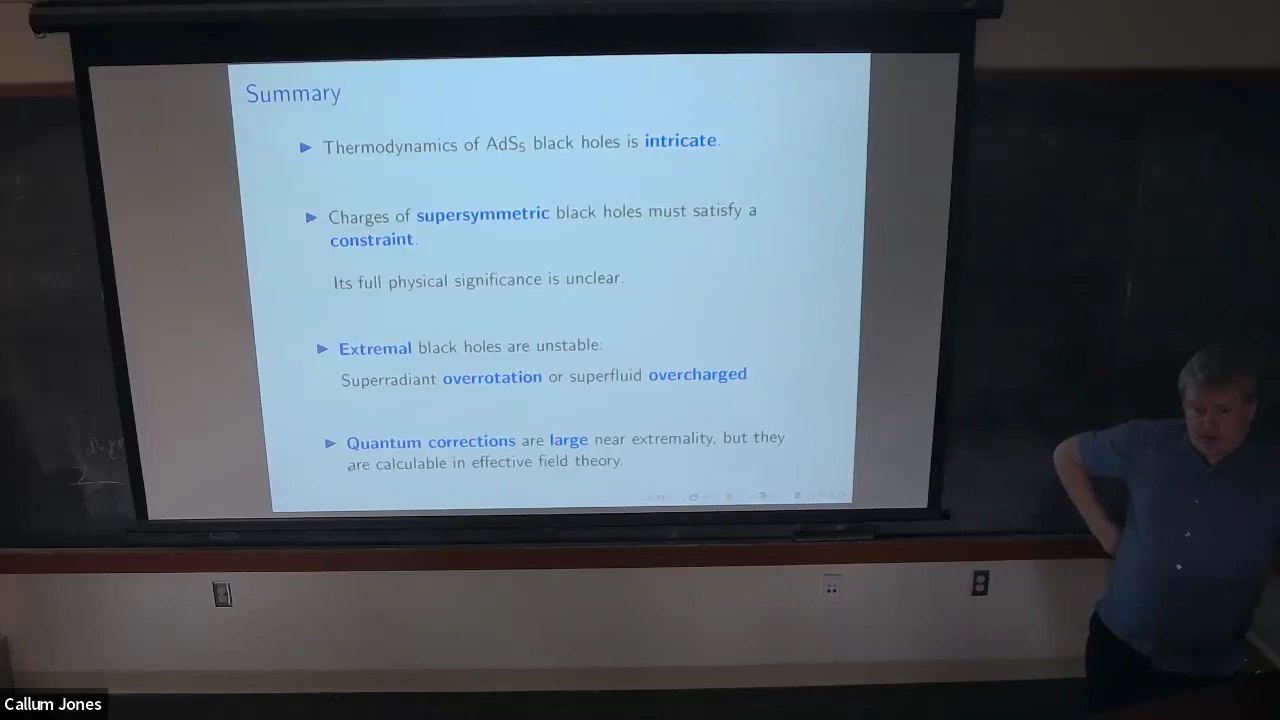 Summary
Thermodynamics of AdS5 black holes is intricate.
Charges of supersymmetric black holes must satisfy a
constraint.
Its full physical significance is unclear.
Extremal black holes are unstable:
Superradiant overrotation or superfluid overcharged
Quantum corrections are large near extremality, but they
are calculable in effective field theory.
Callum Jones